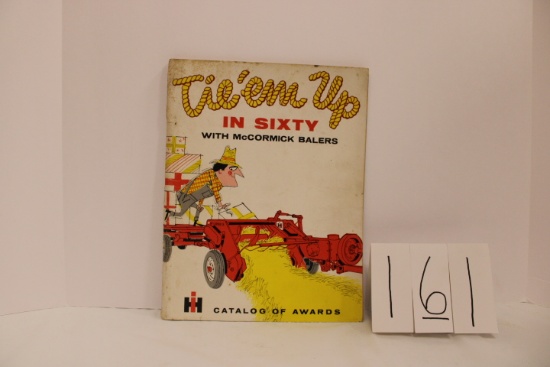 Tie 'em Up
IN SIXTY
WITH McCORMICK BALERS
IH CATALOG OF AWARDS
161